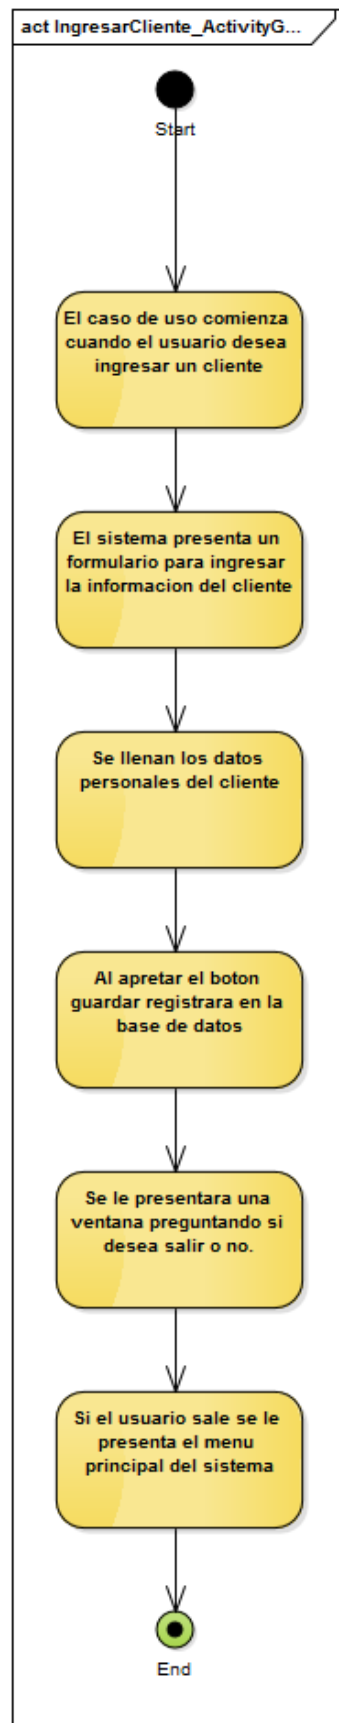 act IngresarCliente_ActivityG...
Start
El caso de uso comienza
cuando el usuario desea
ingresar un cliente
El sistema presenta un
formulario para ingresar
la informacion del cliente
Se llenan los datos
personales del cliente
Al apretar el boton
guardar registrara en la
base de datos
Se le presentara una
ventana preguntando si
desea salir o no.
Si el usuario sale se le
presenta el menu
principal del sistema
End